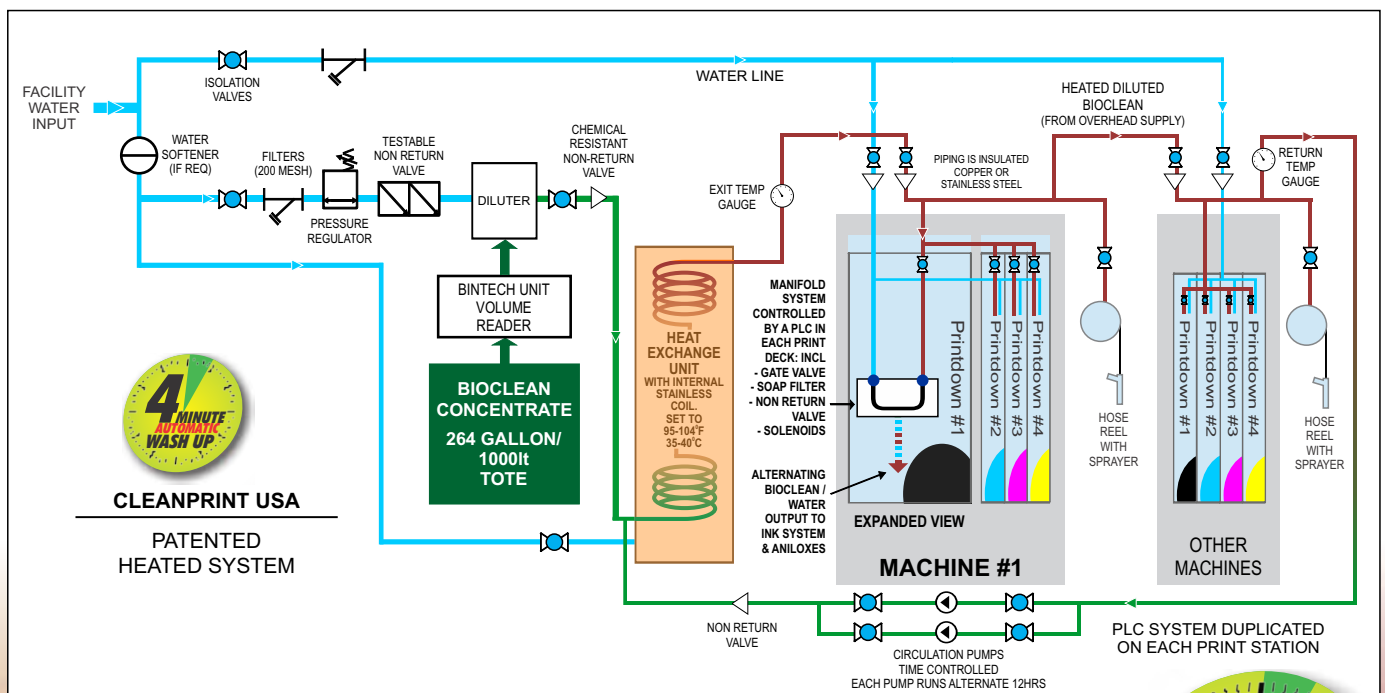 FACILITY
WATER
INPUT
ISOLATION
VALVES
WATER LINE
WATER
SOFTENER
(IF REQ)
FILTERS
(200 MESH)
PRESSURE
REGULATOR
TESTABLE
NON RETURN
VALVE
DILUTER
CHEMICAL
RESISTANT
NON-RETURN
VALVE
BINTECH UNIT
VOLUME
READER
BIOCLEAN
CONCENTRATE
264 GALLON/
1000lt
TOTE
4
MINUTE
AUTOMATIC
WASH UP
CLEANPRINT USA
PATENTED
HEATED SYSTEM
HEAT
EXCHANGE
UNIT
WITH INTERNAL
STAINLESS
COIL.
SET TO
95-104°F
35-40°C
EXIT TEMP
GAUGE
PIPING IS INSULATED
COPPER OR
STAINLESS STEEL
HEATED DILUTED
BIOCLEAN
(FROM OVERHEAD SUPPLY)
RETURN
TEMP
GAUGE
MANIFOLD
SYSTEM
CONTROLLED
BY A PLC IN
EACH PRINT
DECK: INCL
- GATE VALVE
- SOAP FILTER
- NON RETURN
VALVE
- SOLENOIDS
ALTERNATING
BIOCLEAN /
WATER
OUTPUT TO
INK SYSTEM
& ANILOXES
Printdown #1
Printdown #2
Printdown #3
Printdown #4
EXPANDED VIEW
MACHINE #1
HOSE
REEL
WITH
SPRAYER
Printdown #1
Printdown #2
Printdown #3
Printdown #4
OTHER
MACHINES
HOSE
REEL
WITH
SPRAYER
NON RETURN
VALVE
CIRCULATION PUMPS
TIME CONTROLLED
EACH PUMP RUNS ALTERNATE 12HRS
PLC SYSTEM DUPLICATED
ON EACH PRINT STATION